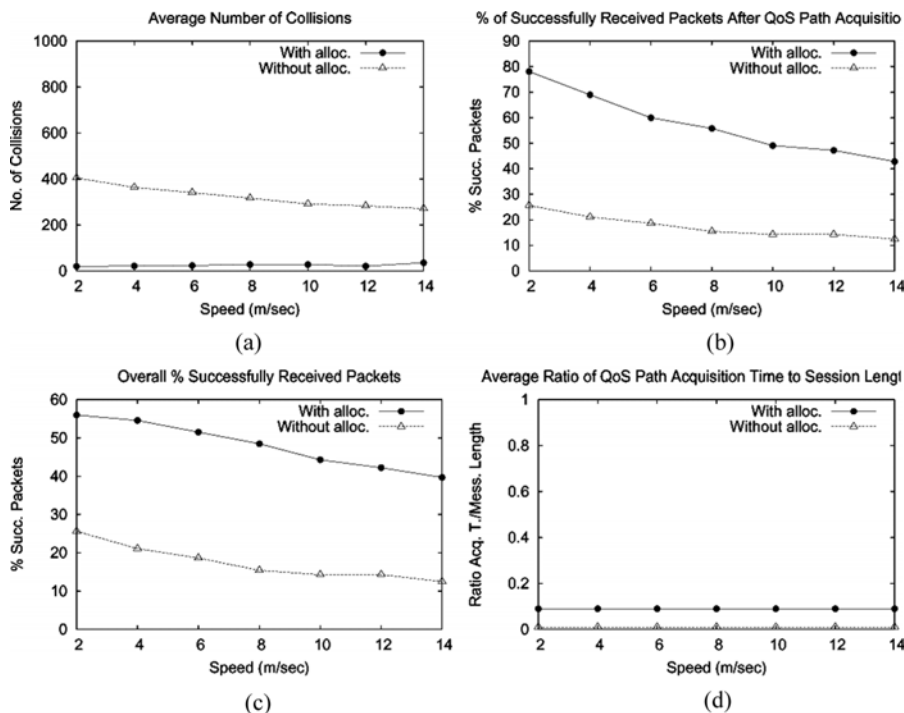 Average Number of Collisions
No. of Collisions
1000
800
600
400
200
0
With alloc.
Without alloc.
2 4 6 8 10 12 14
Speed (m/sec)
(a)
% of Successfully Received Packets After QoS Path Acquisitio
% Succ. Packets
90
80
70
60
50
40
30
20
10
0
With alloc.
Without alloc.
2 4 6 8 10 12 14
Speed (m/sec)
(b)
Overall % Successfully Received Packets
% Succ. Packets
60
50
40
30
20
10
0
With alloc.
Without alloc.
2 4 6 8 10 12 14
Speed (m/sec)
(c)
Average Ratio of QoS Path Acquisition Time to Session Lengt
Ratio Acq. T./Mess. Length
1
0.8
0.6
0.4
0.2
0
With alloc.
Without alloc.
2 4 6 8 10 12 14
Speed (m/sec)
(d)